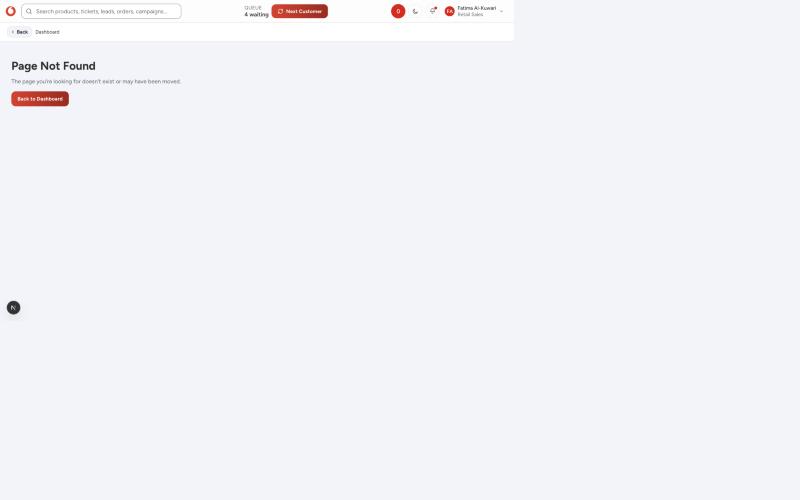 Search products, tickets, leads, orders, campaigns...
QUEUE
4 waiting
Next Customer
0
FA
Fatima Al-Kuwari
Retail Sales
Back
Dashboard
Page Not Found
The page you're looking for doesn't exist or may have been moved.
Back to Dashboard
N